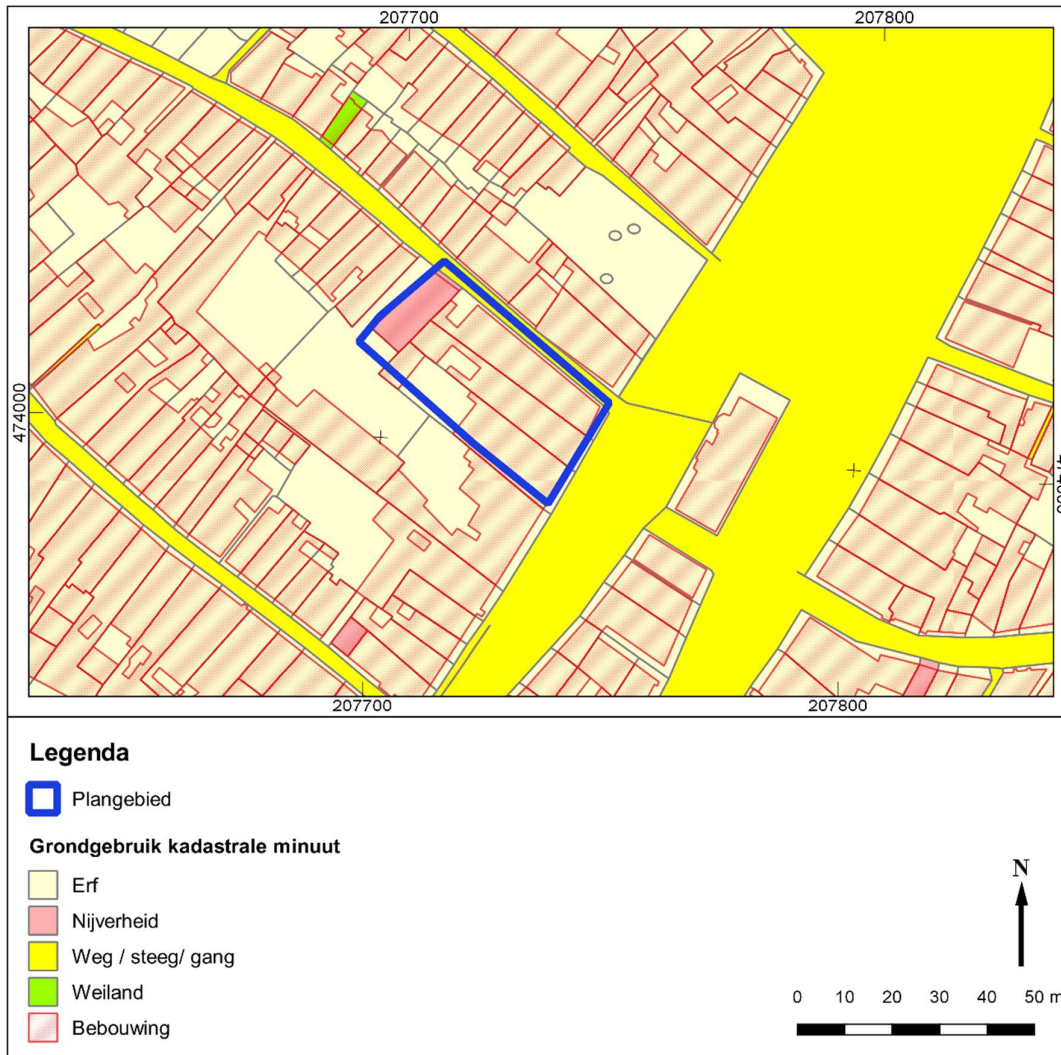 207700
207800
474000
474000
207700
207800
Legenda
Plangebied
Grondgebruik kadastrale minuut
Erf
Nijverheid
Weg / steeg/ gang
Weiland
Bebouwing
N
0 10 20 30 40 50 m